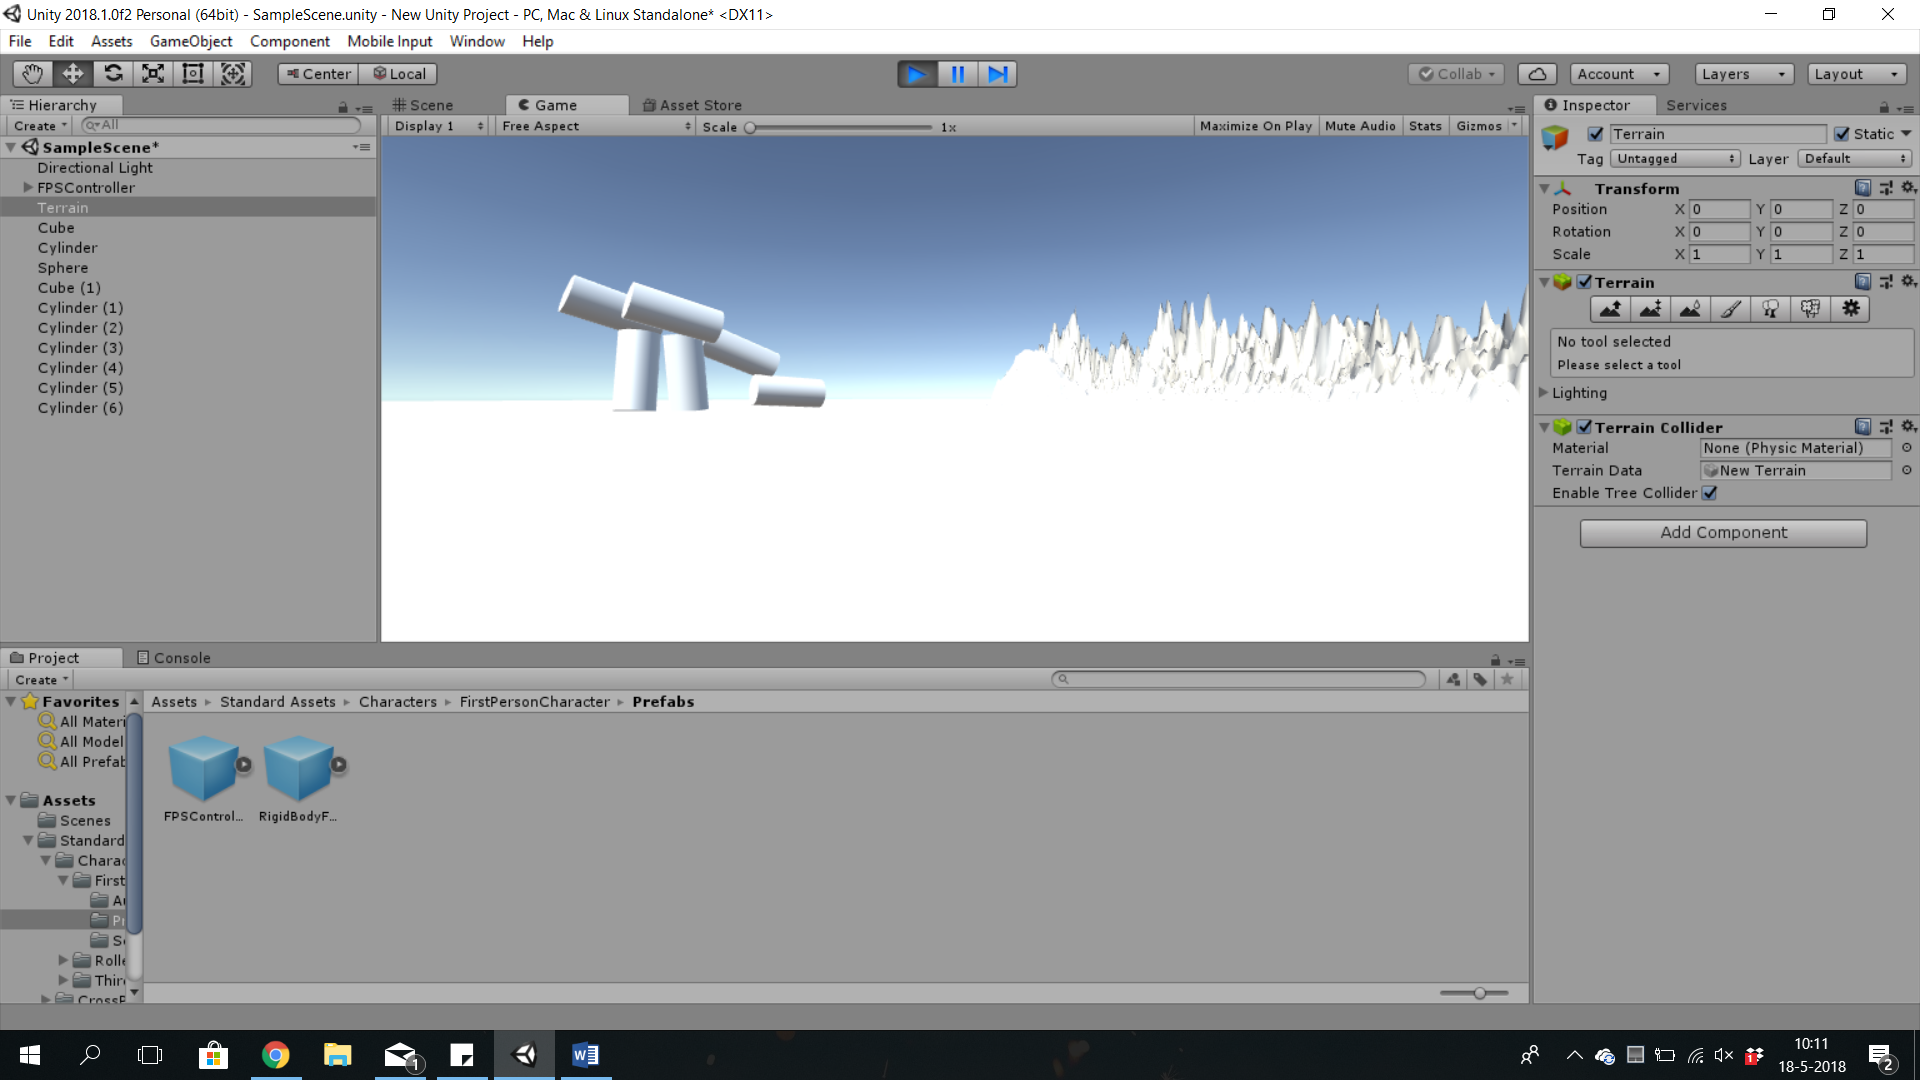 Unity 2018.1.0f2 Personal (64bit) - SampleScene.unity - New Unity Project - PC, Mac & Linux Standalone* <DX11>
File Edit Assets GameObject Component Mobile Input Window Help
Center Local Collab Account Layers Layout
Hierarchy
Create All
SampleScene*
Directional Light
FPSController
Terrain
Cube
Cylinder
Sphere
Cube (1)
Cylinder (1)
Cylinder (2)
Cylinder (3)
Cylinder (4)
Cylinder (5)
Cylinder (6)
Scene Game Asset Store
Display 1 Free Aspect Scale 1x Maximize On Play Mute Audio Stats Gizmos
Inspector Services
Terrain Static
Tag Untagged Layer Default
Transform
Position X 0 Y 0 Z 0
Rotation X 0 Y 0 Z 0
Scale X 1 Y 1 Z 1
Terrain
No tool selected
Please select a tool
Lighting
Terrain Collider
Material None (Physic Material)
Terrain Data New Terrain
Enable Tree Collider
Add Component
Project Console
Create
Favorites
All Materi
All Model
All Prefab
Assets
Scenes
Standard
Charac
First
Au
Pr
Sc
Rolle
Thir
CrossP
Assets Standard Assets Characters FirstPersonCharacter Prefabs
FPSControl... RigidBodyF...
1
1
10:11
18-5-2018
2